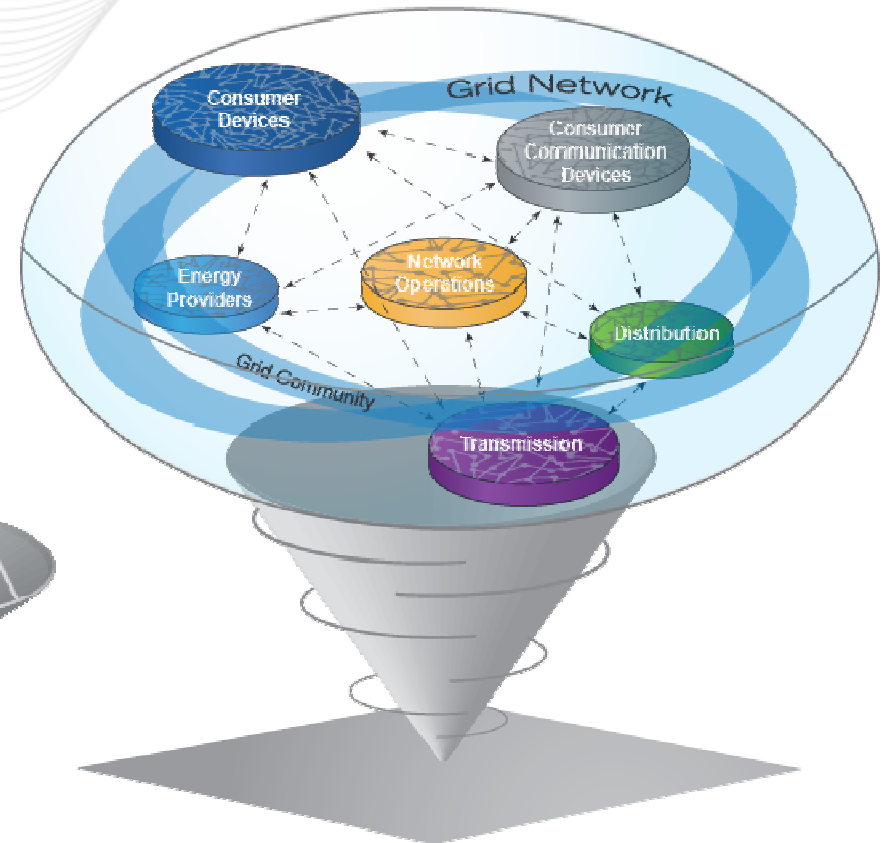 Grid Network
Consumer
Devices
Consumer
Communication
Devices
Network
Operations
Energy
Providers
Distribution
Grid Community
Transmission